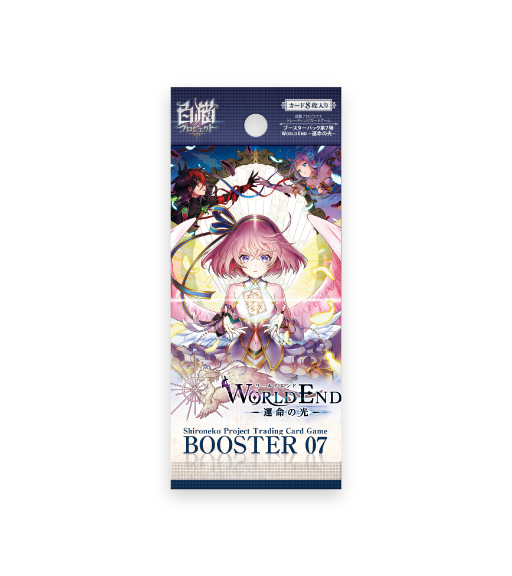 白猫
プロジェクト
カード8枚入り
白猫プロジェクト
トレーディングカードゲーム
ブースターパック第7弾
WORLD END -運命の光-
ワールドエンド
WORLD END
ー運命の光ー
Shironeko Project Trading Card Game
BOOSTER 07